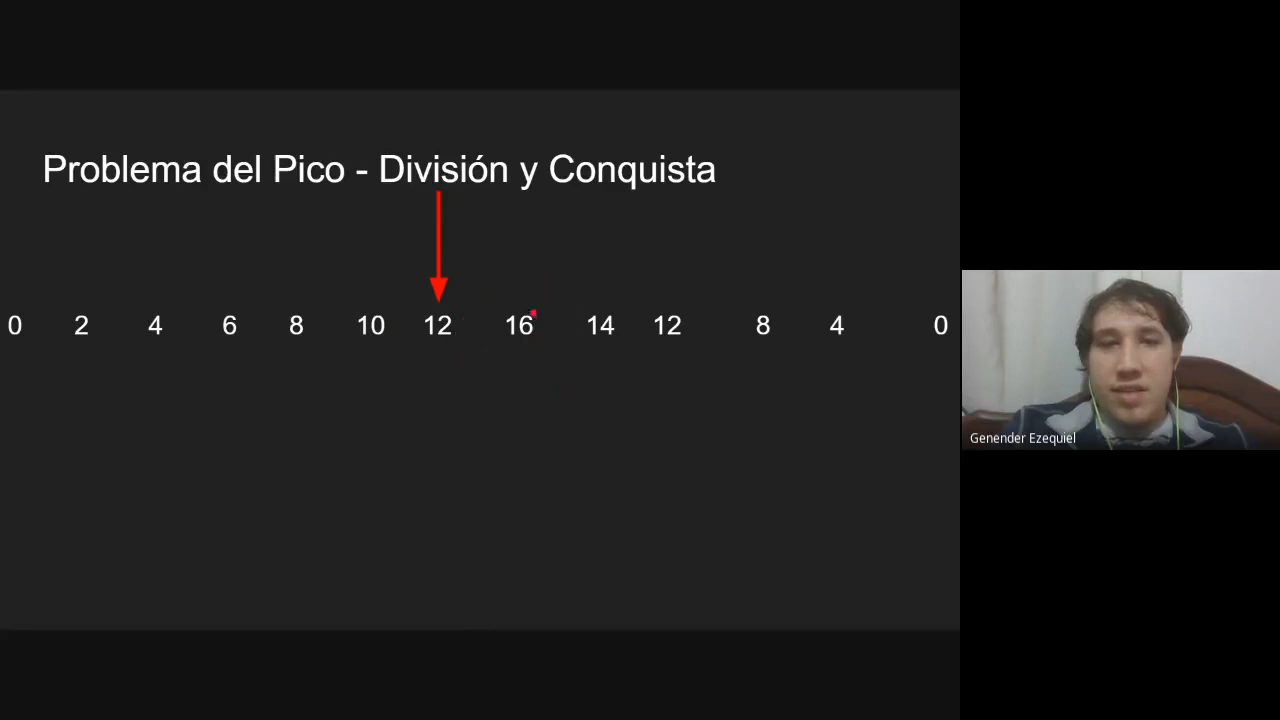 Problema del Pico - División y Conquista
0 2 4 6 8 10 12 16 14 12 8 4 0
Genender Ezequiel